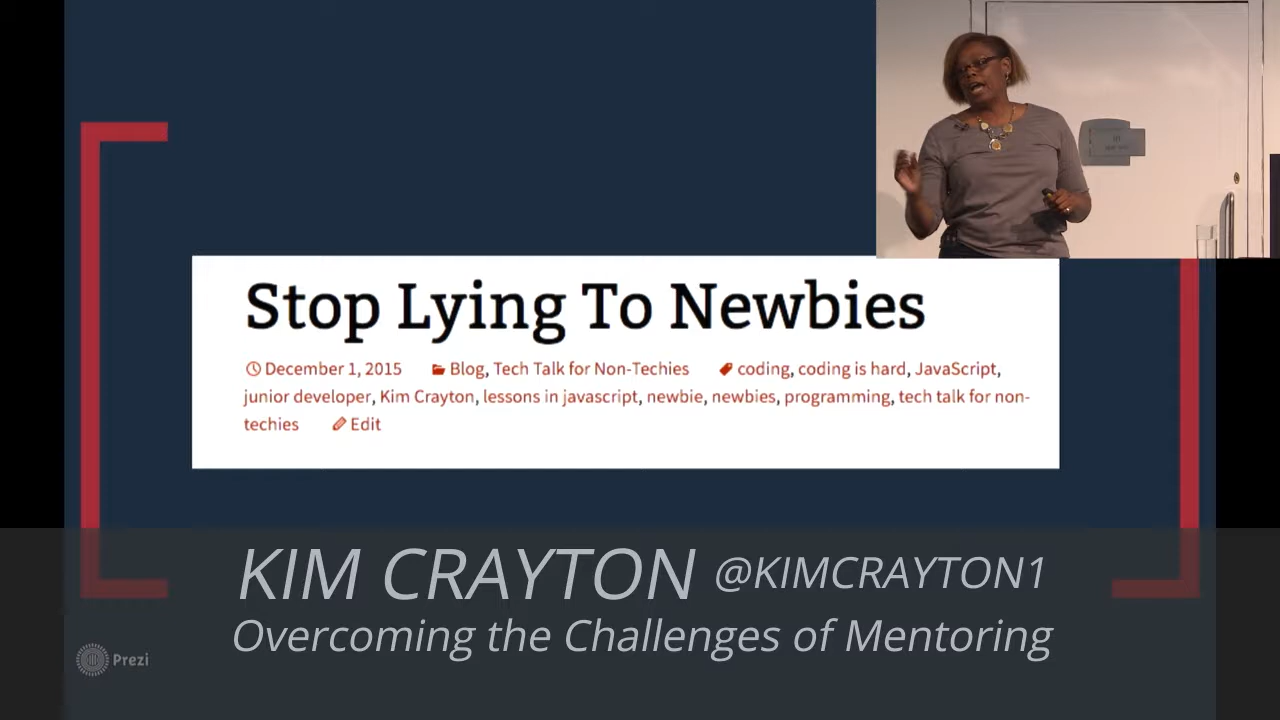 Stop Lying To Newbies
December 1, 2015 Blog, Tech Talk for Non-Techies coding, coding is hard, JavaScript,
junior developer, Kim Crayton, lessons in javascript, newbie, newbies, programming, tech talk for non-
techies Edit
KIM CRAYTON @KIMCRAYTON1
Overcoming the Challenges of Mentoring
Prezi